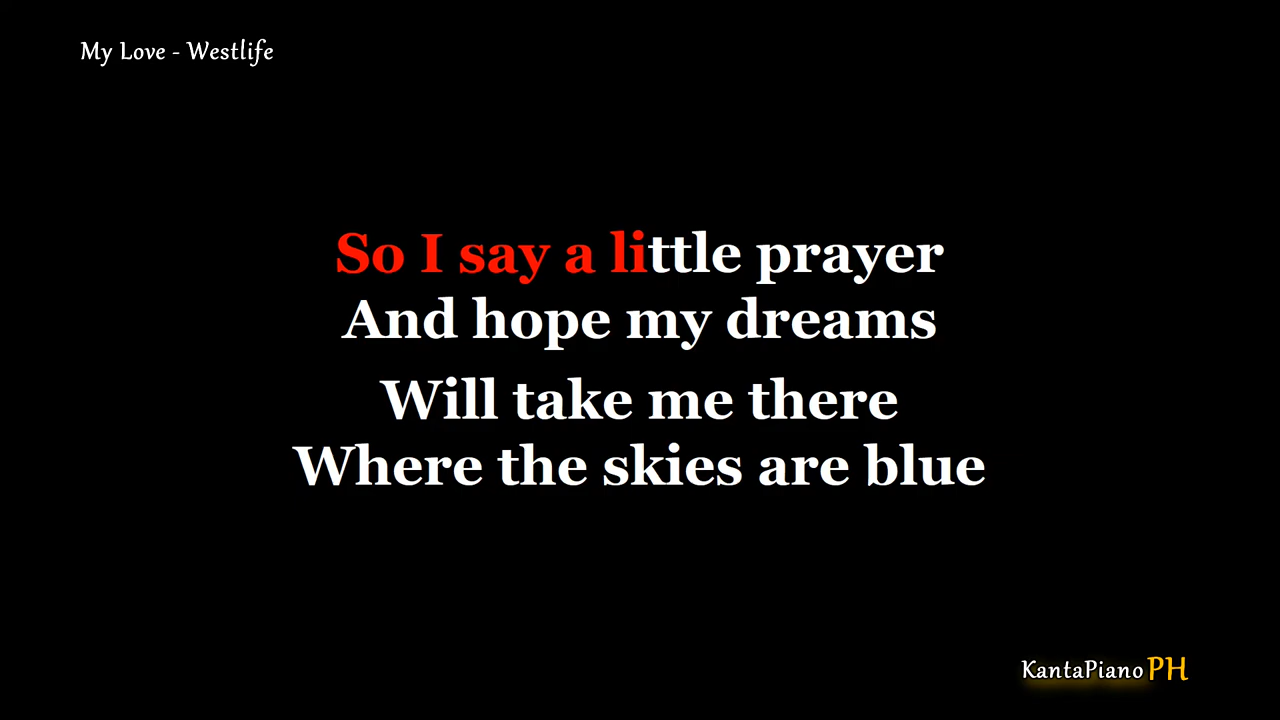 My Love - Westlife
So I say a little prayer
And hope my dreams
Will take me there
Where the skies are blue
KantaPiano PH